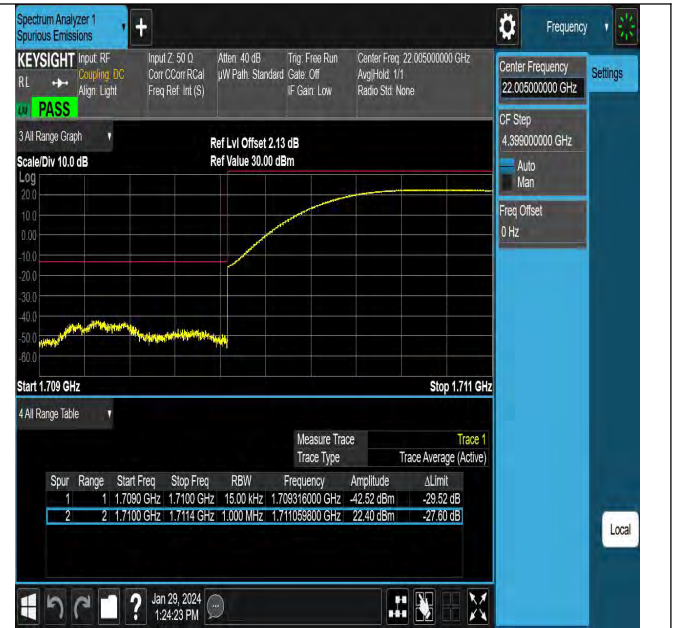 Spectrum Analyzer 1
Spurious Emissions
+
Frequency
KEYSIGHT Input: RF Input Z: 50 Ω Atten: 40 dB Trig: Free Run Center Freq: 22.005000000 GHz
RL Coupling: DC Corr CCorr RCal µW Path: Standard Gate: Off Avg|Hold: 1/1
Align: Light Freq Ref: Int (S) IF Gain: Low Radio Std: None
PASS
Center Frequency
22.005000000 GHz
Settings
CF Step
4.399000000 GHz
Auto
Man
Freq Offset
0 Hz
3 All Range Graph
Ref Lvl Offset 2.13 dB
Scale/Div 10.0 dB Ref Value 30.00 dBm
Log
20.0
10.0
0.00
-10.0
-20.0
-30.0
-40.0
-50.0
-60.0
Start 1.709 GHz Stop 1.711 GHz
4 All Range Table
Measure Trace Trace 1
Trace Type Trace Average (Active)
Spur Range Start Freq Stop Freq RBW Frequency Amplitude ΔLimit
1 1 1.7090 GHz 1.7100 GHz 15.00 kHz 1.709316000 GHz -42.52 dBm -29.52 dB
2 2 1.7100 GHz 1.7114 GHz 1.000 MHz 1.711059800 GHz 22.40 dBm -27.60 dB
Local
?
Jan 29, 2024
1:24:23 PM